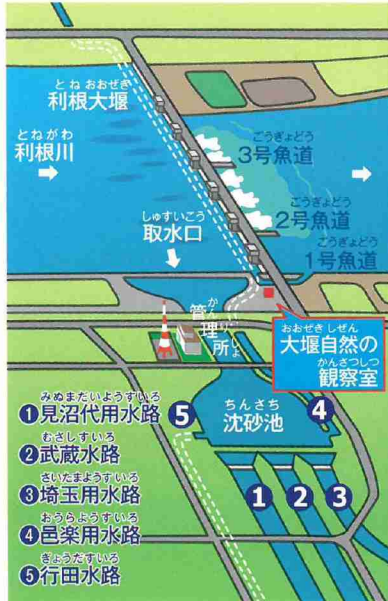 とねおおぜき
利根大堰
とねがわ
利根川
ごうぎょどう
3号魚道
ごうぎょどう
2号魚道
ごうぎょどう
1号魚道
しゅすいこう
取水口
かんりしょ
管理所
おおぜきしぜん
大堰自然の
かんさつしつ
観察室
ちんさち
沈砂池
5
4
1
2
3
みぬまだいようすいろ
❶見沼代用水路
むさしすいろ
❷武蔵水路
さいたまようすいろ
❸埼玉用水路
おうらようすいろ
❹邑楽用水路
ぎょうだすいろ
❺行田水路